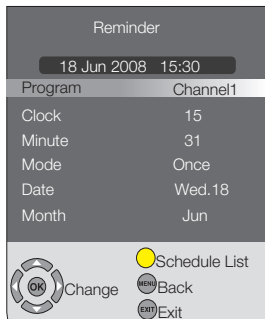 Reminder
18 Jun 2008 15:30
Program Channel1
Clock 15
Minute 31
Mode Once
Date Wed.18
Month Jun
Schedule List
OK Change MENU Back
EXIT Exit